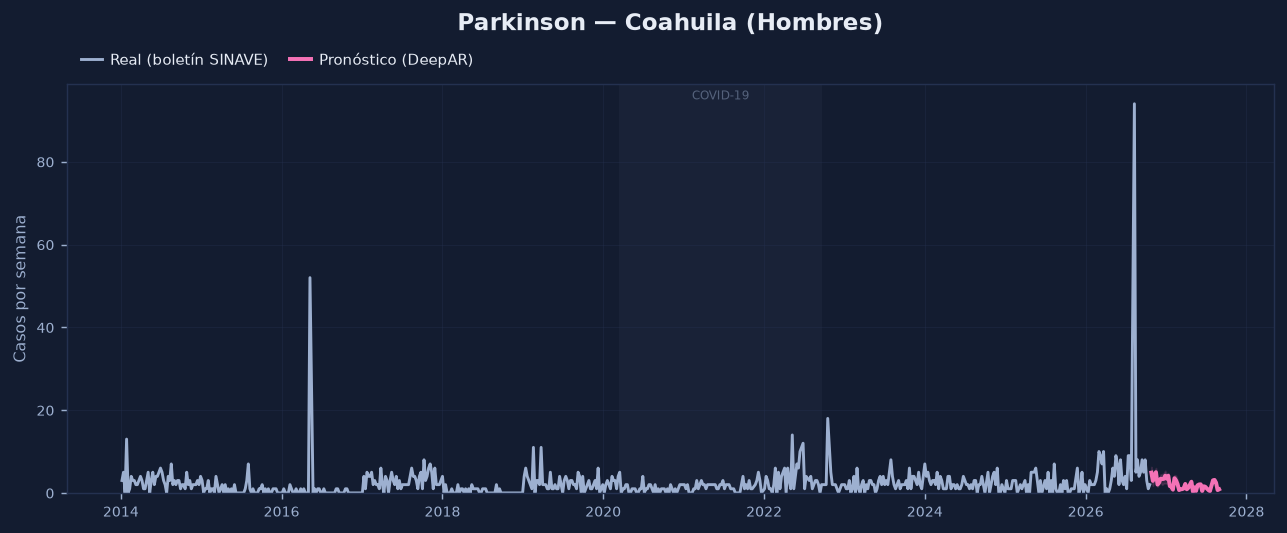 Parkinson — Coahuila (Hombres)
Real (boletín SINAVE)
Pronóstico (DeepAR)
COVID-19
Casos por semana
80
60
40
20
0
2014
2016
2018
2020
2022
2024
2026
2028